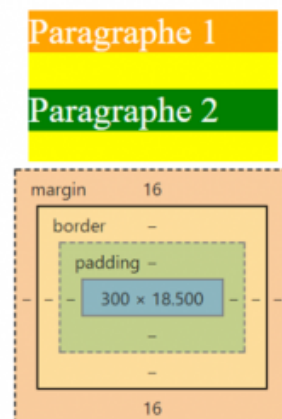 Paragraphe 1
Paragraphe 2
margin 16
border –
padding –
– – – 300 × 18.500 – – –
–
–
16